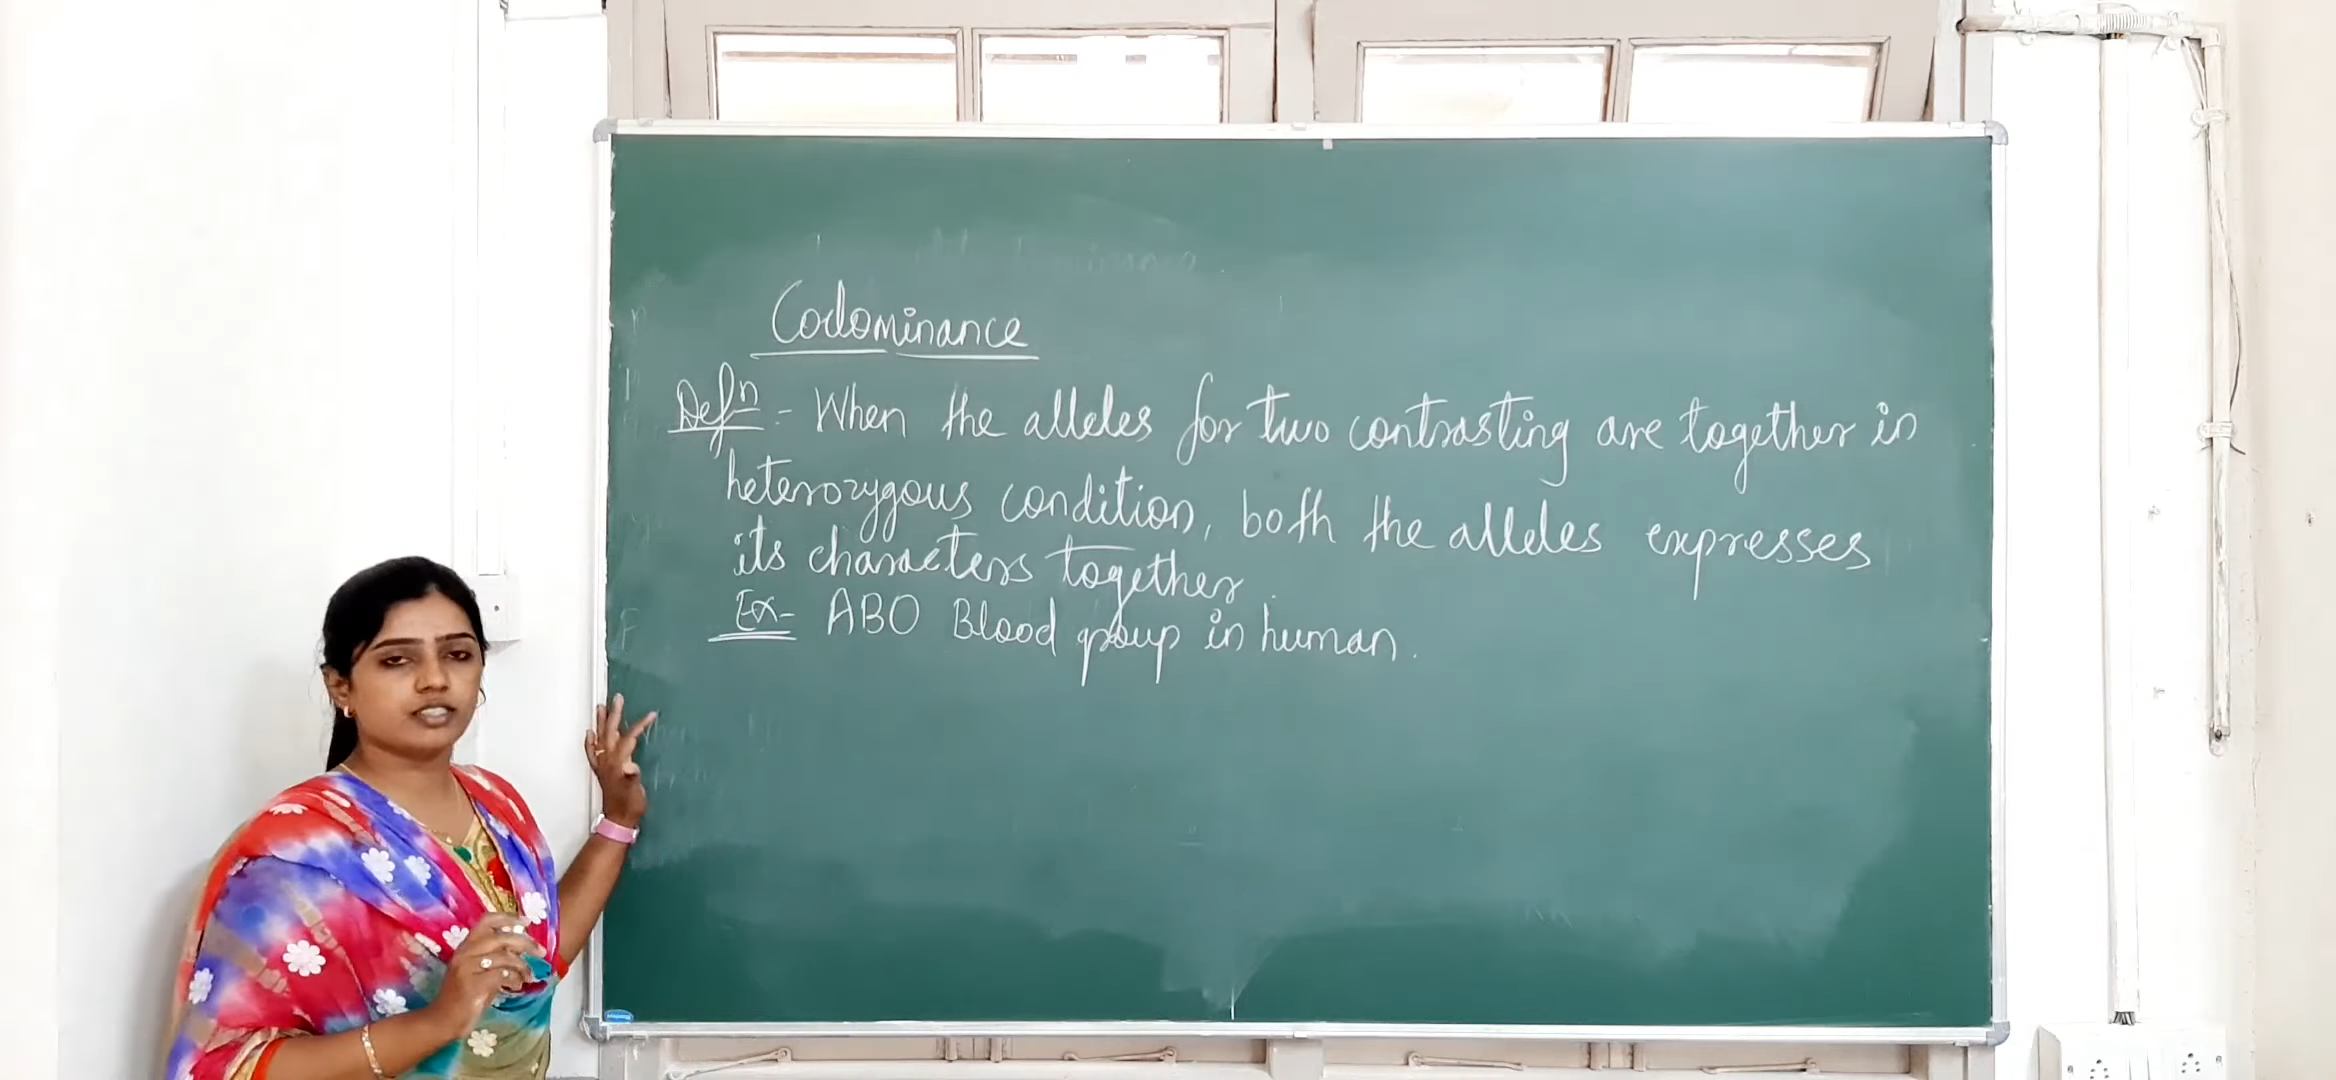 Codominance
Defn - When the alleles for two contrasting are together in
heterozygous condition, both the alleles expresses
its characters together.
Ex- ABO Blood group in human.